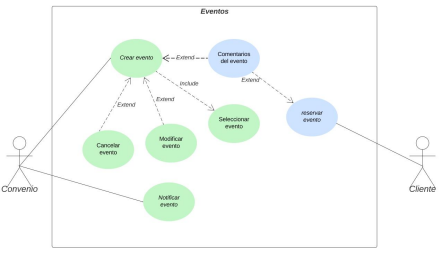 Eventos
Crear evento
Extend
Comentarios
del evento
Include
Extend
Extend
Extend
Seleccionar
evento
reservar
evento
Cancelar
evento
Modificar
evento
Convenio
Cliente
Notificar
evento